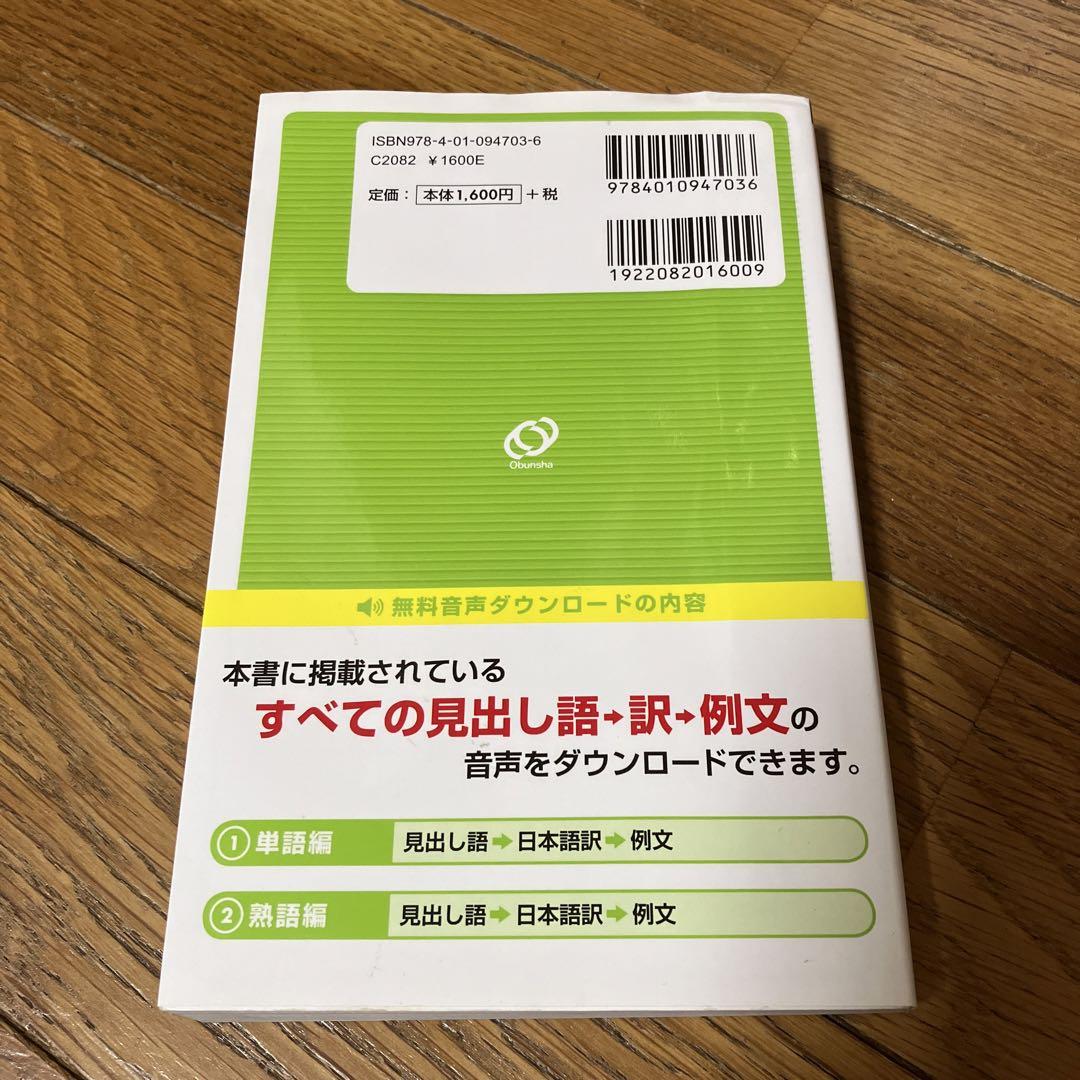 ISBN978-4-01-094703-6
C2082 ￥1600E
定価：本体1,600円＋税
9784010947036
1922082016009
Obunsha
無料音声ダウンロードの内容
本書に掲載されている
すべての見出し語➡訳➡例文の
音声をダウンロードできます。
① 単語編 見出し語➡日本語訳➡例文
② 熟語編 見出し語➡日本語訳➡例文